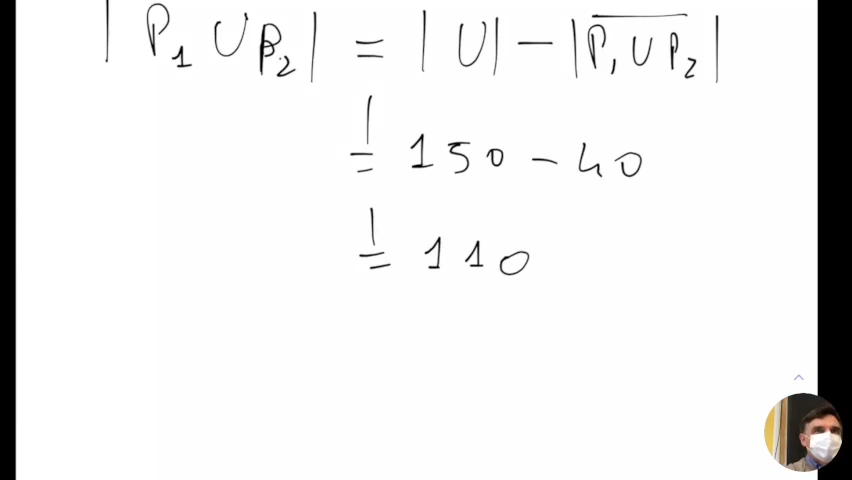 |P₁ ∪ P₂| = |U| − |P̅₁̅ ̅∪̅ ̅P̅₂̅|
= 150 − 40
= 110